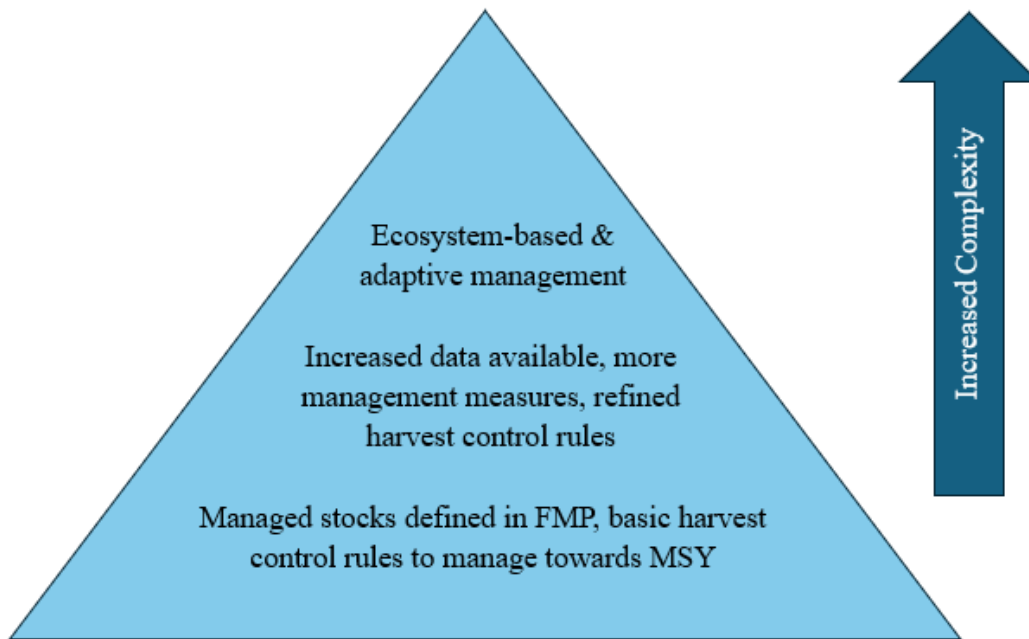 Ecosystem-based &
adaptive management
Increased data available, more
management measures, refined
harvest control rules
Managed stocks defined in FMP, basic harvest
control rules to manage towards MSY
Increased Complexity